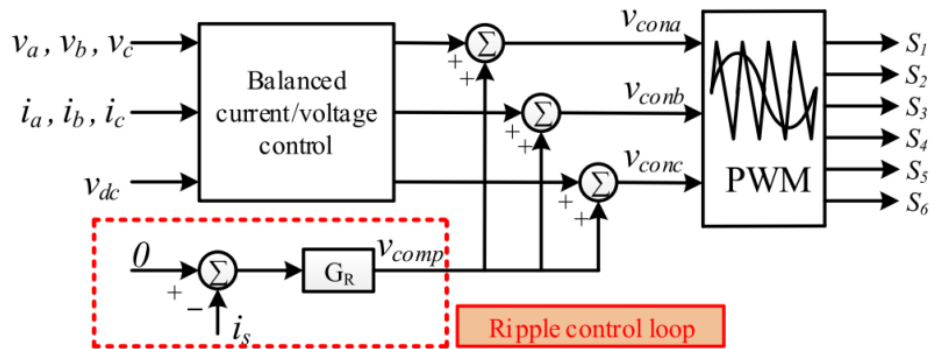 v_a , v_b , v_c
i_a , i_b , i_c
v_dc
Balanced
current/voltage
control
Σ
+
+
Σ
+
+
Σ
+
+
v_cona
v_conb
v_conc
PWM
S_1
S_2
S_3
S_4
S_5
S_6
0
Σ
+
−
i_s
G_R
v_comp
Ripple control loop